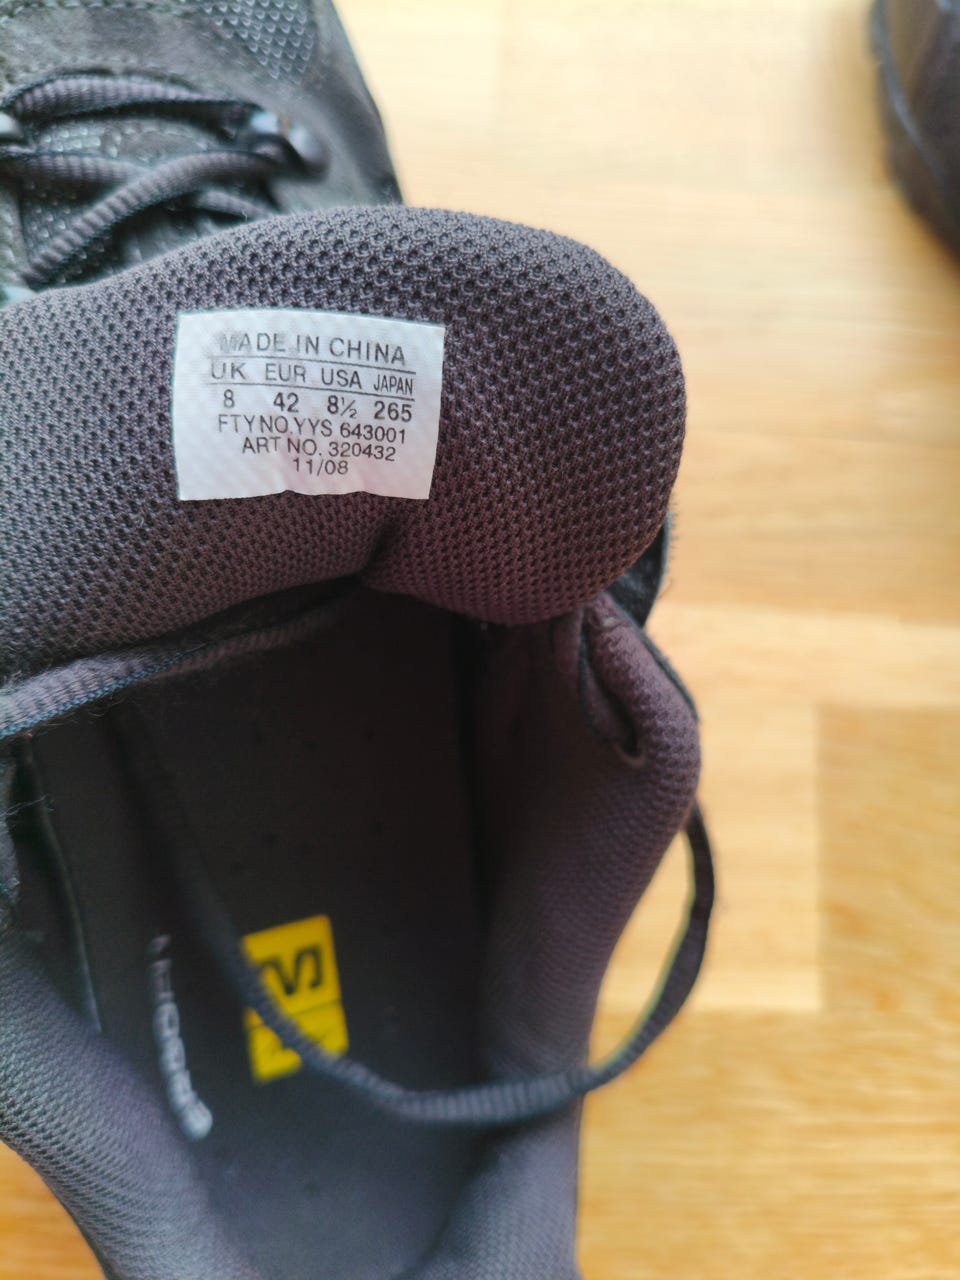 MADE IN CHINA
UK EUR USA JAPAN
8 42 8½ 265
FTYNO.YYS 643001
ART NO. 320432
11/08